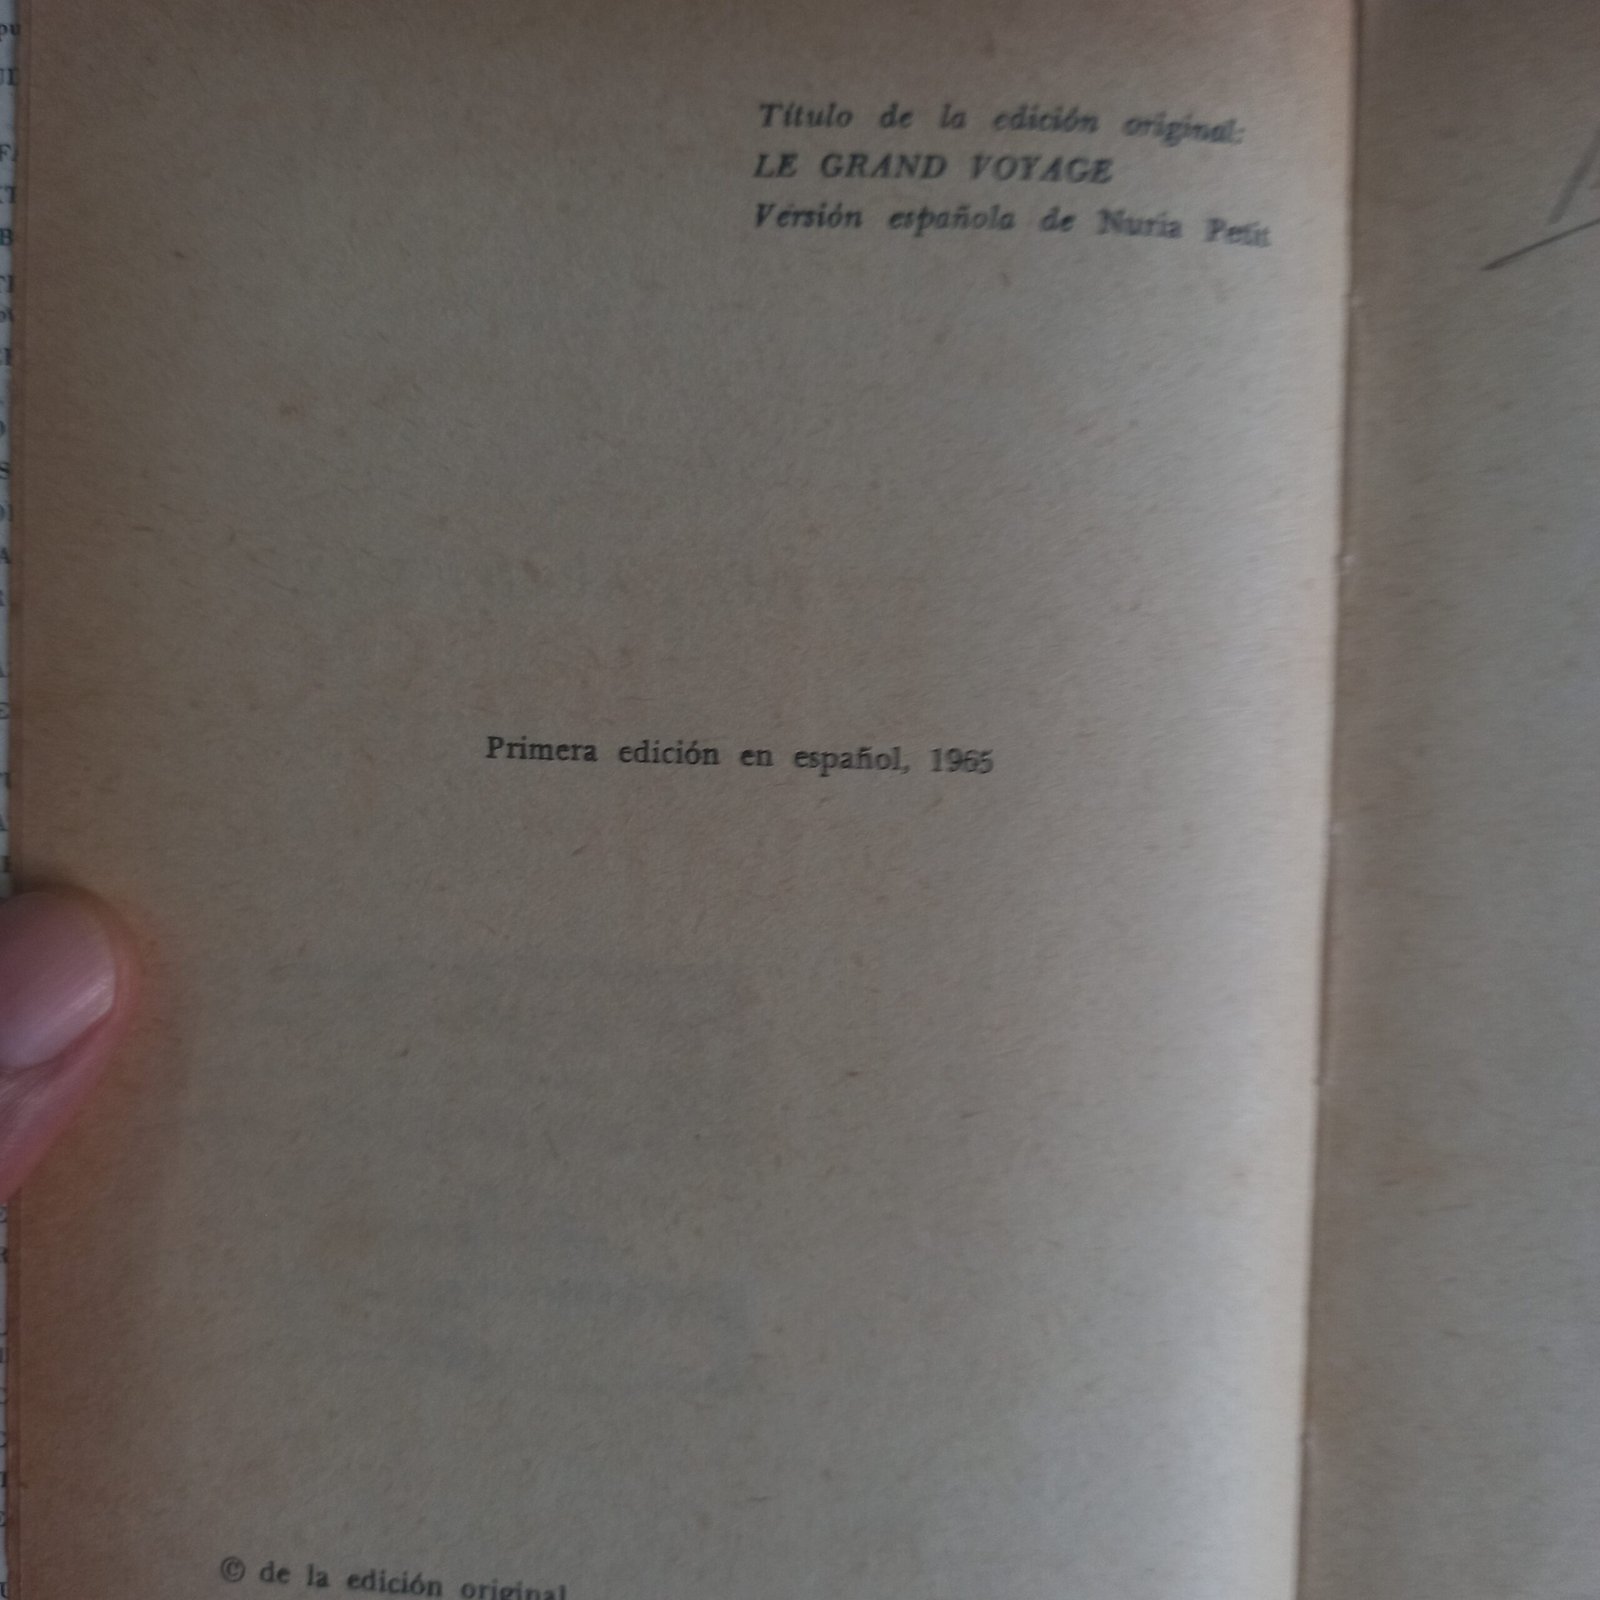 Título de la edición original:
LE GRAND VOYAGE
Versión española de Nuria Petit
Primera edición en español, 1965
© de la edición original